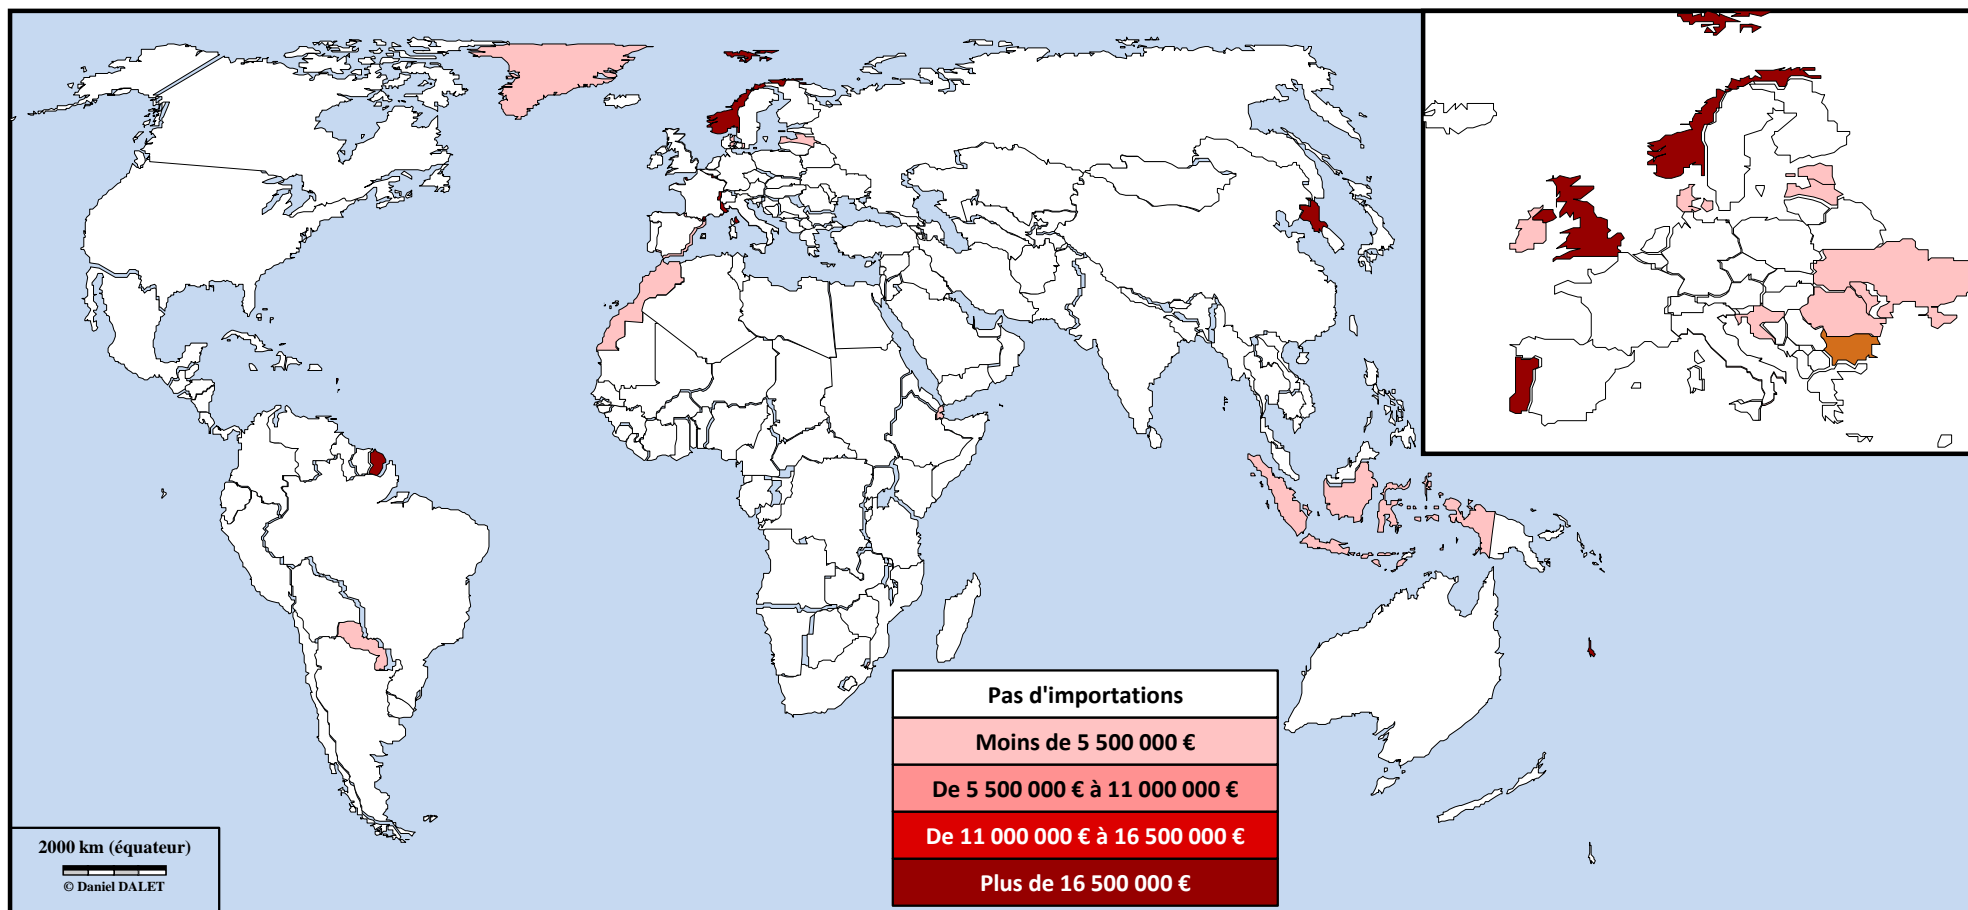 Pas d'importations
Moins de 5 500 000 €
De 5 500 000 € à 11 000 000 €
De 11 000 000 € à 16 500 000 €
Plus de 16 500 000 €
2000 km (équateur)
© Daniel DALET